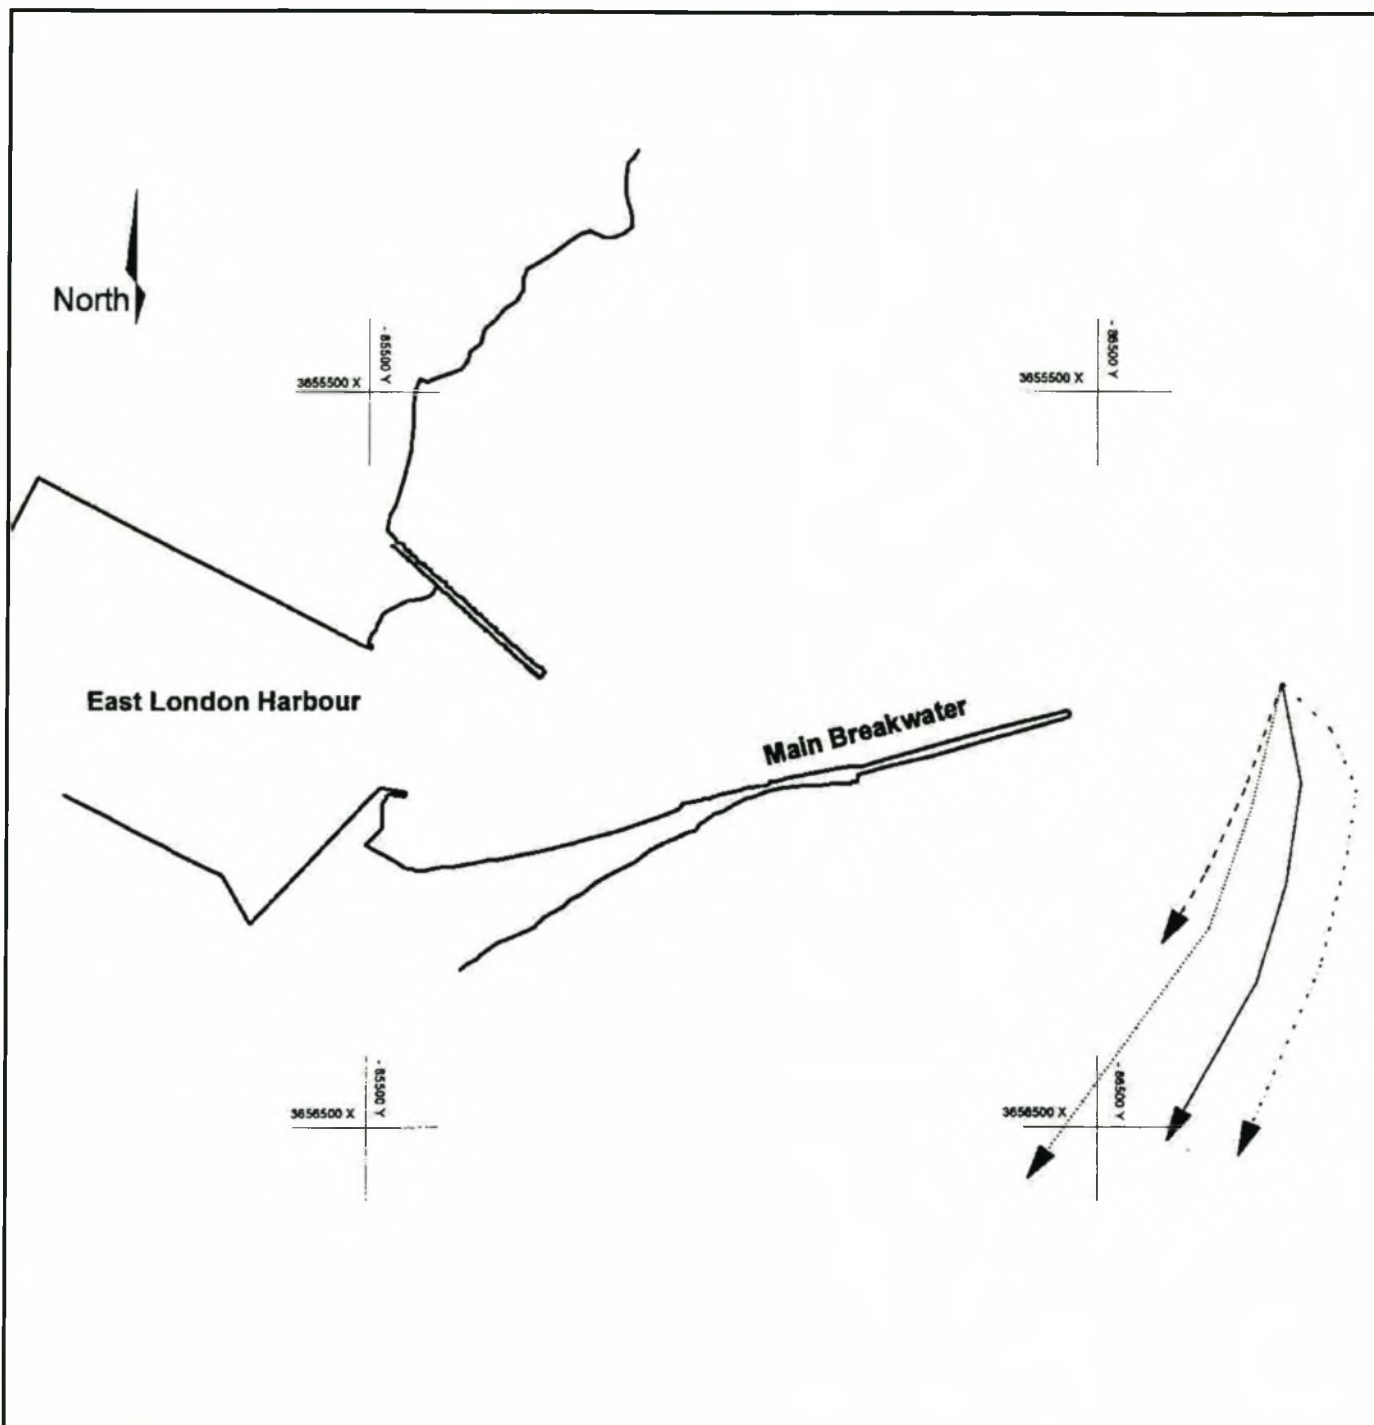 North
- 85500 Y
3655500 X
- 86500 Y
3655500 X
East London Harbour
Main Breakwater
- 85500 Y
3656500 X
- 86500 Y
3656500 X